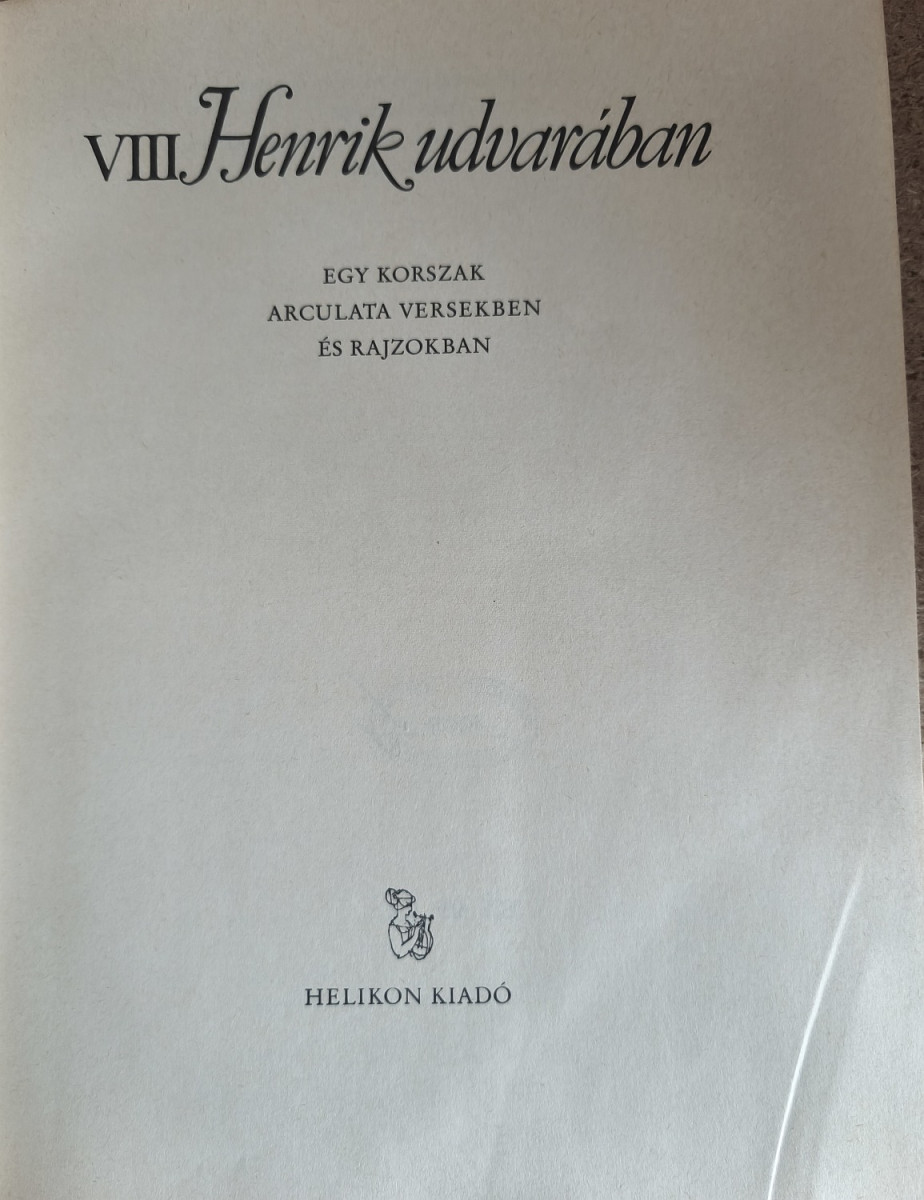 VIII. Henrik udvarában
EGY KORSZAK
ARCULATA VERSEKBEN
ÉS RAJZOKBAN
HELIKON KIADÓ